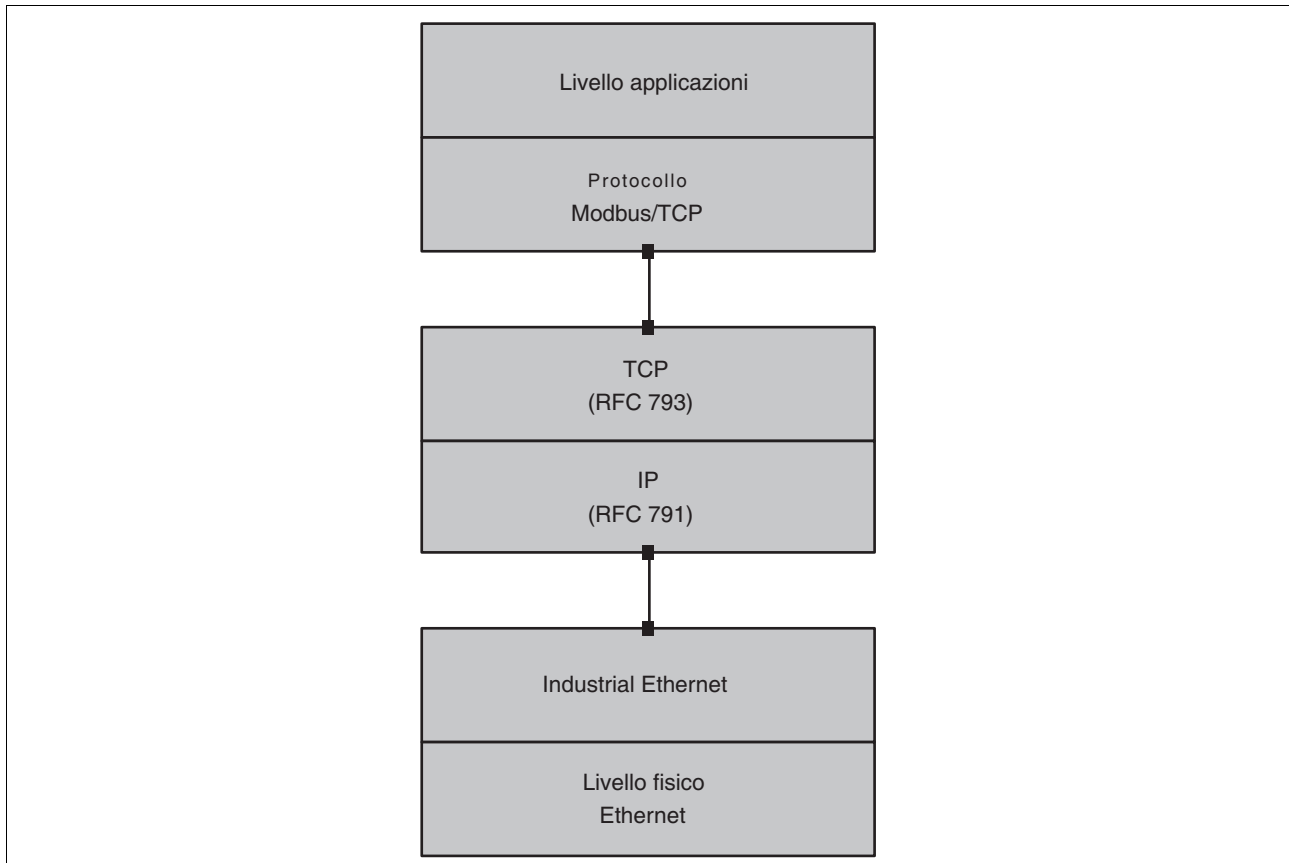 Livello applicazioni
Protocollo
Modbus/TCP
TCP
(RFC 793)
IP
(RFC 791)
Industrial Ethernet
Livello fisico
Ethernet